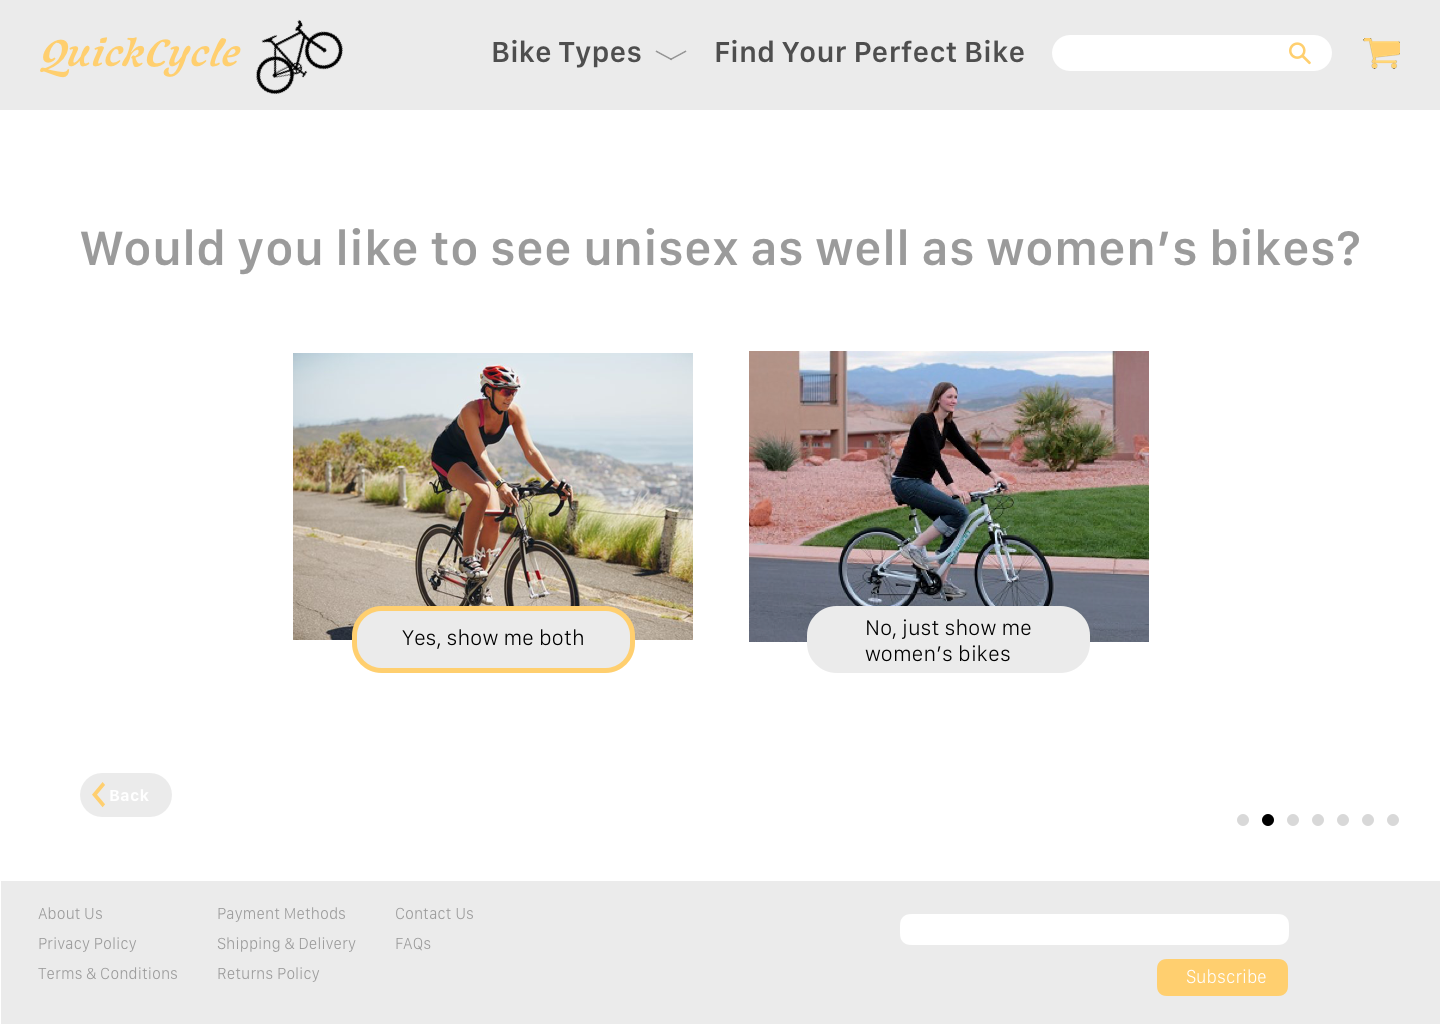 QuickCycle
Bike Types
Find Your Perfect Bike
Would you like to see unisex as well as women's bikes?
Yes, show me both
No, just show me
women's bikes
Back
About Us
Payment Methods
Contact Us
Privacy Policy
Shipping & Delivery
FAQs
Terms & Conditions
Returns Policy
Subscribe